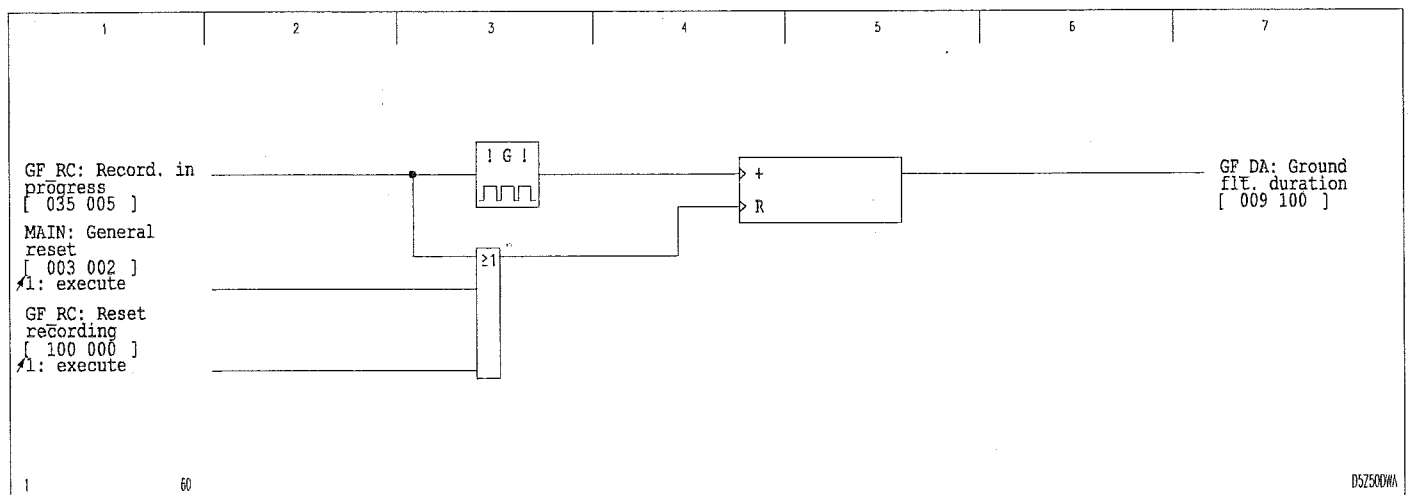 1 2 3 4 5 6 7
GF_RC: Record. in
progress
[ 035 005 ]
MAIN: General
reset
[ 003 002 ]
1: execute
GF_RC: Reset
recording
[ 100 000 ]
1: execute
! G !
≥1
+
R
GF_DA: Ground
flt. duration
[ 009 100 ]
1 60 D5Z50DWA